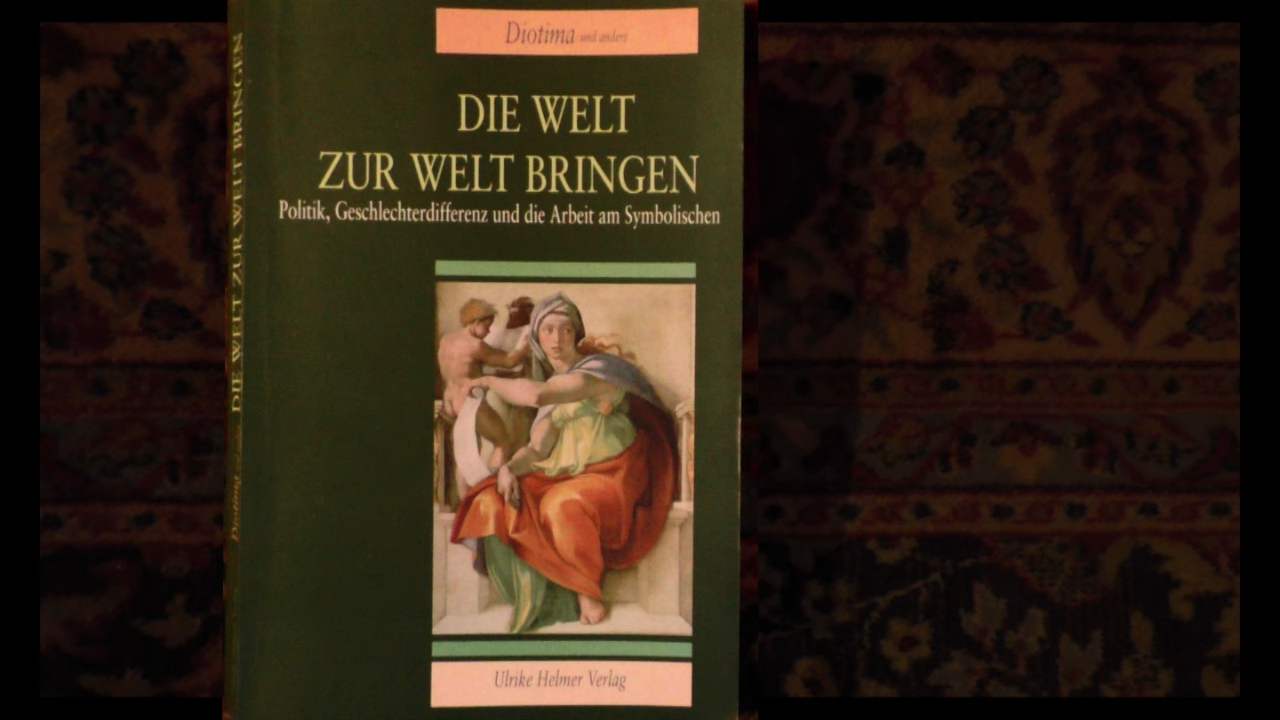 Diotima und andere
DIE WELT
ZUR WELT BRINGEN
Politik, Geschlechterdifferenz und die Arbeit am Symbolischen
Ulrike Helmer Verlag
Diotima DIE WELT ZUR WELT BRINGEN